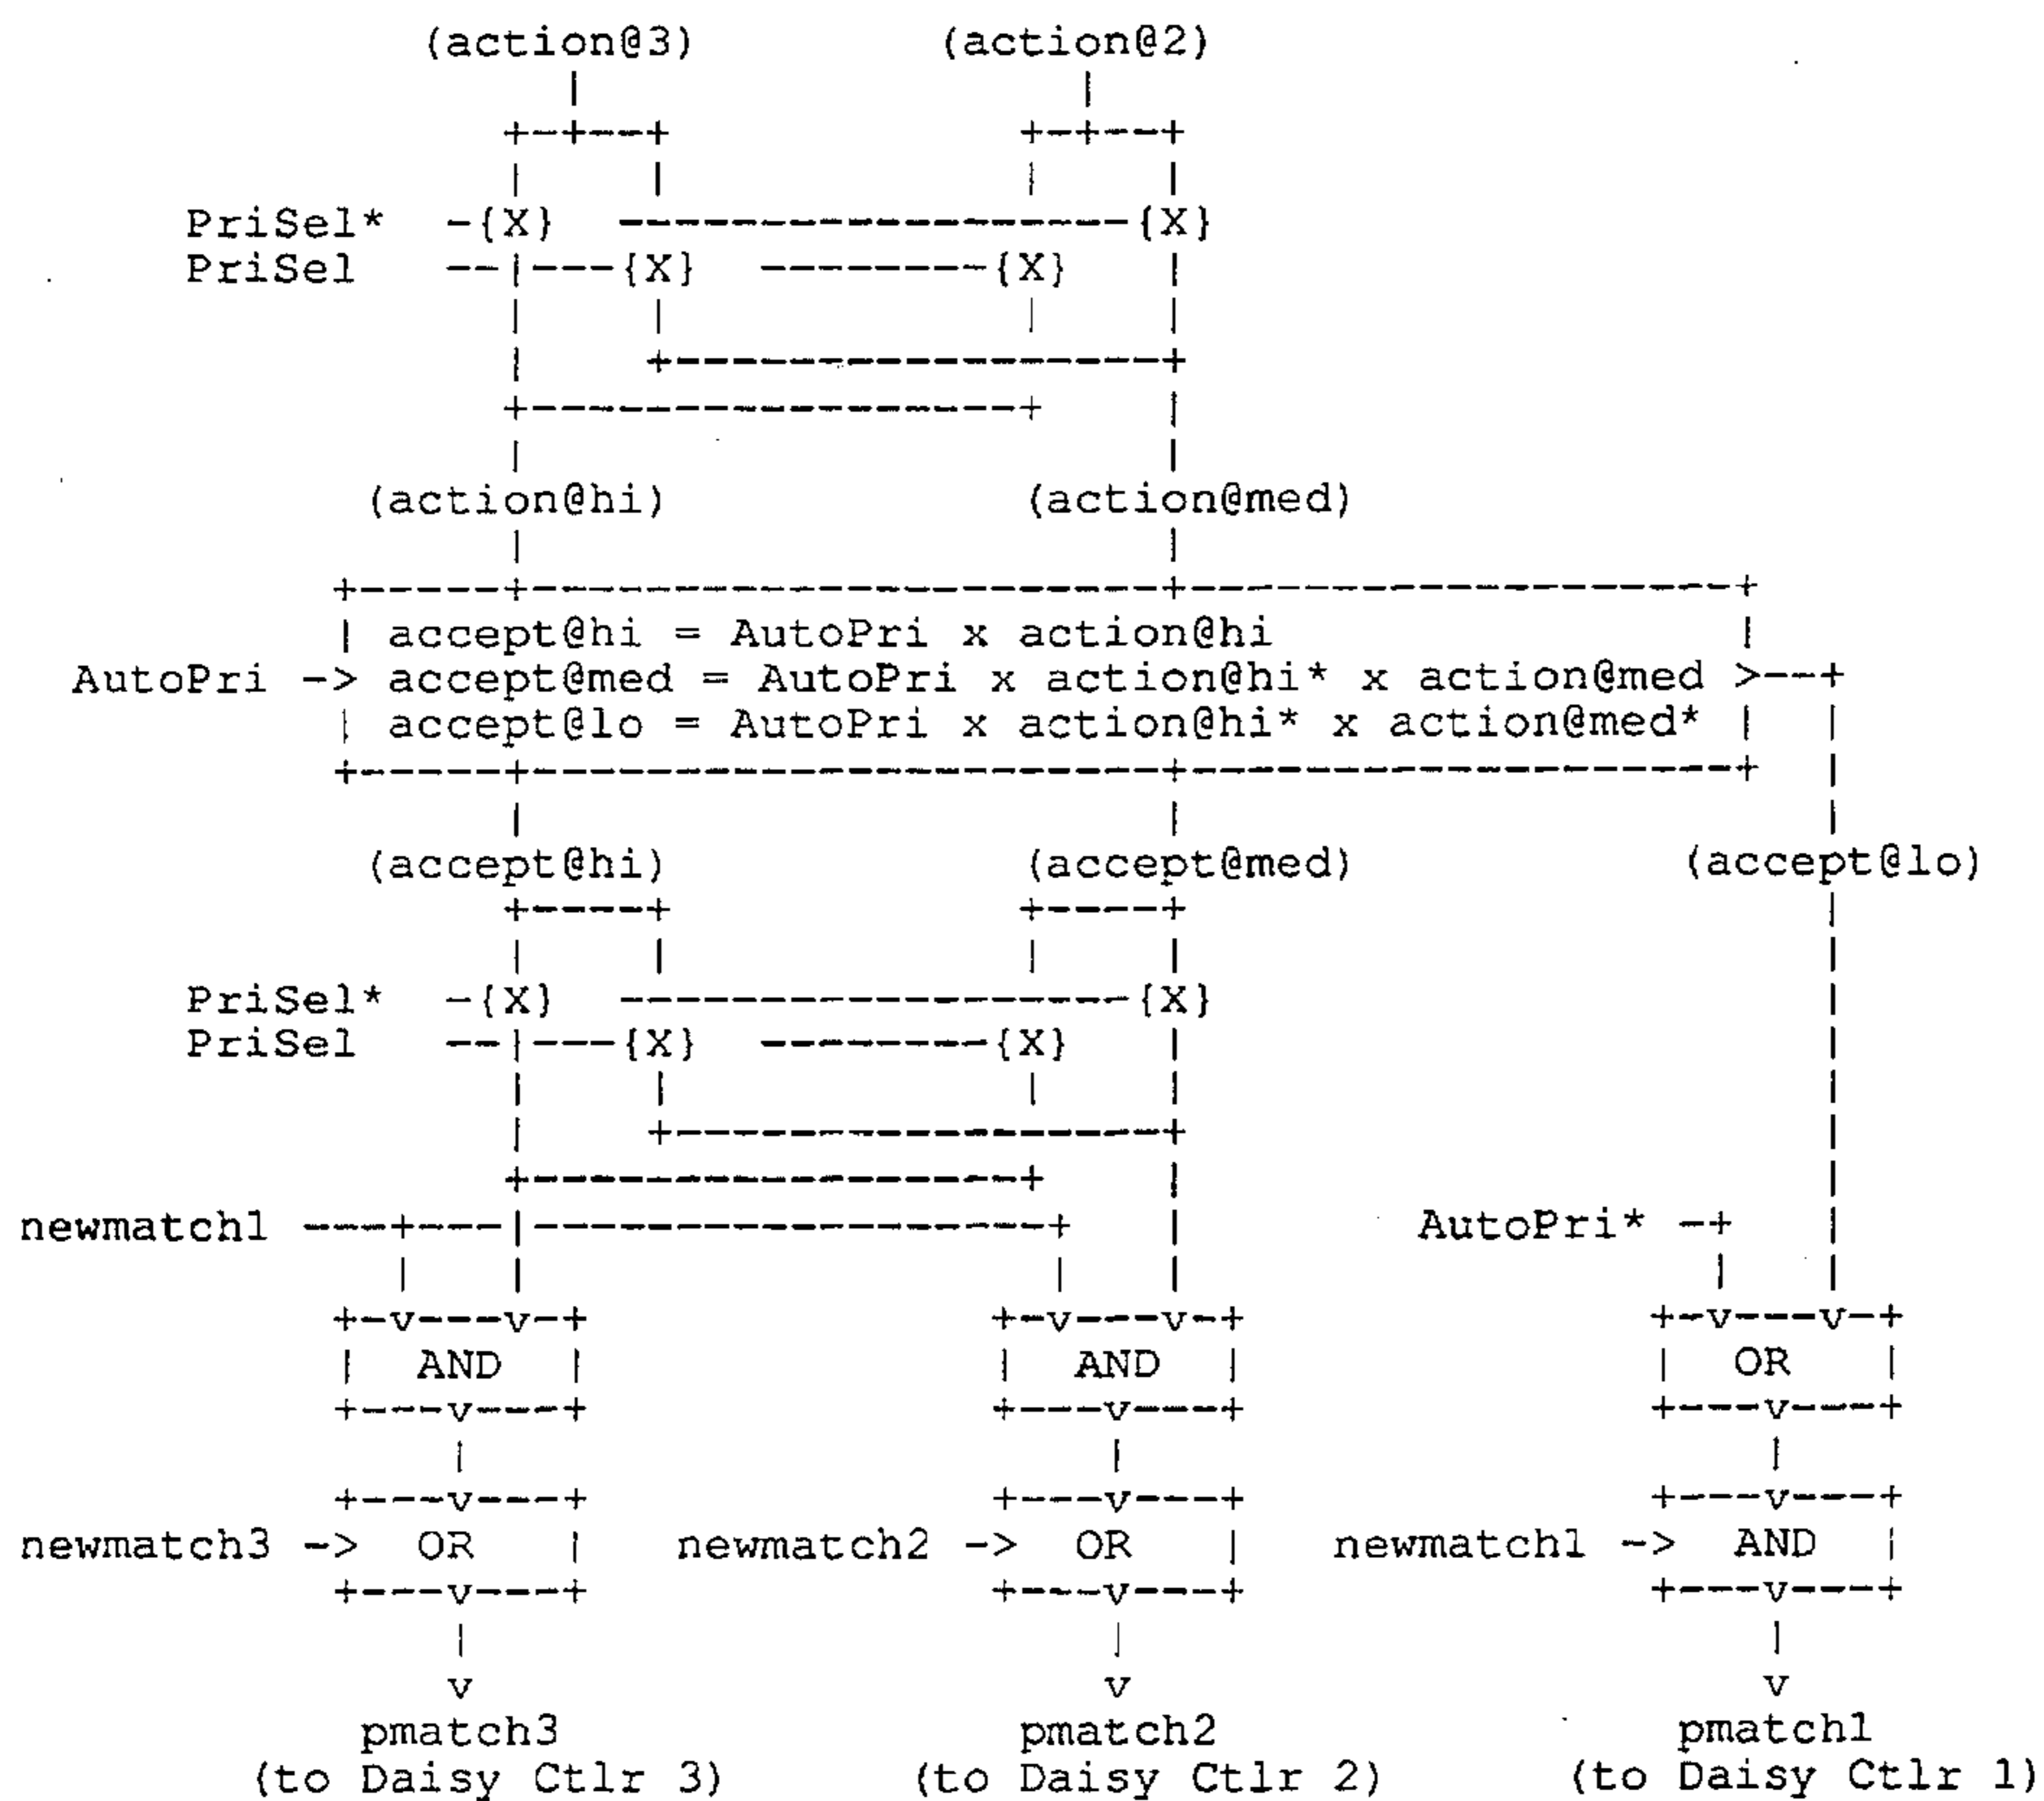 (action@3) (action@2)
| |
+-+---+ +-+---+
| | | |
PriSel* -{X} ------------------{X}
PriSel --|---{X} --------{X} |
| | | |
| +------------------+
+------------------+ |
| |
(action@hi) (action@med)
| |
+------+----------------------+--------------------+
| accept@hi = AutoPri x action@hi |
AutoPri -> accept@med = AutoPri x action@hi* x action@med >--+
| accept@lo = AutoPri x action@hi* x action@med* | |
+------+----------------------+--------------------+ |
| | |
(accept@hi) (accept@med) (accept@lo)
+-----+ +-----+ |
| | | | |
PriSel* -{X} ------------------{X} |
PriSel --|---{X} --------{X} | |
| | | | |
| +------------------+ |
+------------------+ | |
newmatch1 ---+---|-------------------+ | AutoPri* -+ |
| | | | | |
+-v---v-+ +-v---v-+ +-v---v-+
| AND | | AND | | OR |
+---v---+ +---v---+ +---v---+
| | |
+---v---+ +---v---+ +---v---+
newmatch3 -> OR | newmatch2 -> OR | newmatch1 -> AND |
+---v---+ +---v---+ +---v---+
| | |
v v v
pmatch3 pmatch2 pmatch1
(to Daisy Ctlr 3) (to Daisy Ctlr 2) (to Daisy Ctlr 1)